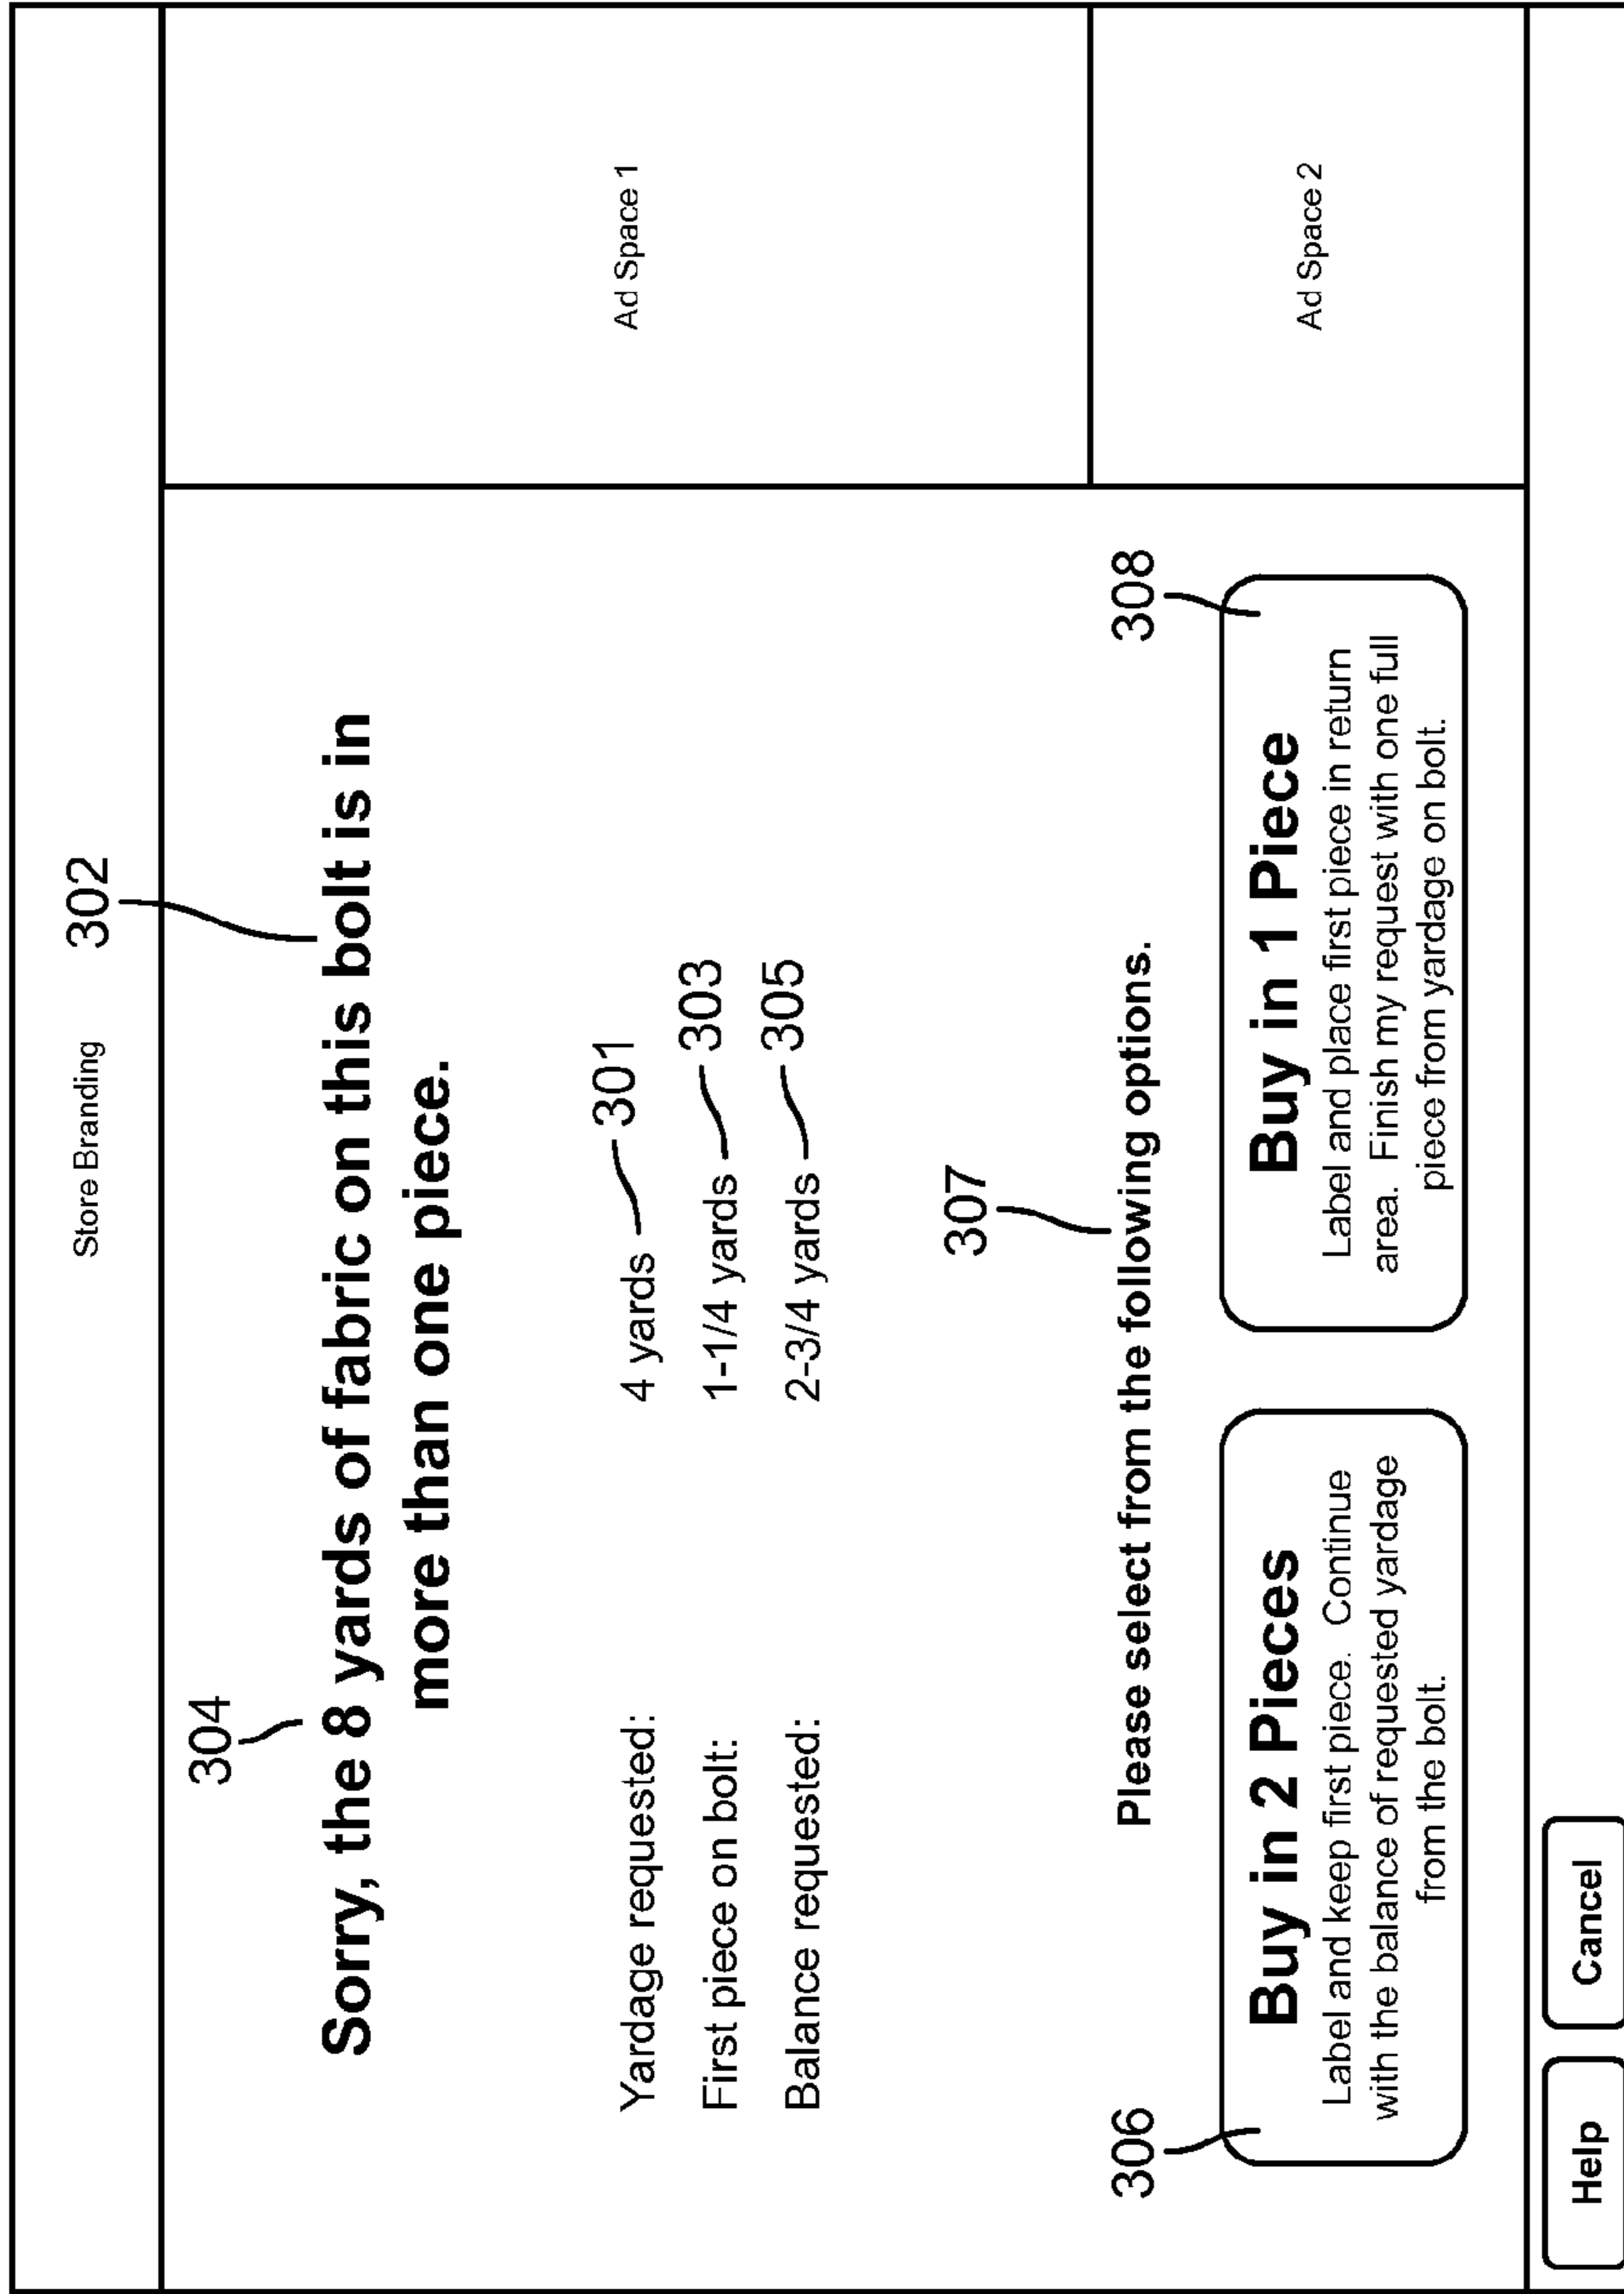 Store Branding
302
304
Sorry, the 8 yards of fabric on this bolt is in
more than one piece.
Yardage requested: 4 yards 301
First piece on bolt: 1-1/4 yards 303
Balance requested: 2-3/4 yards 305
307
Please select from the following options.
306
Buy in 2 Pieces
Label and keep first piece. Continue
with the balance of requested yardage
from the bolt.
308
Buy in 1 Piece
Label and place first piece in return
area. Finish my request with one full
piece from yardage on bolt.
Ad Space 1
Ad Space 2
Help
Cancel